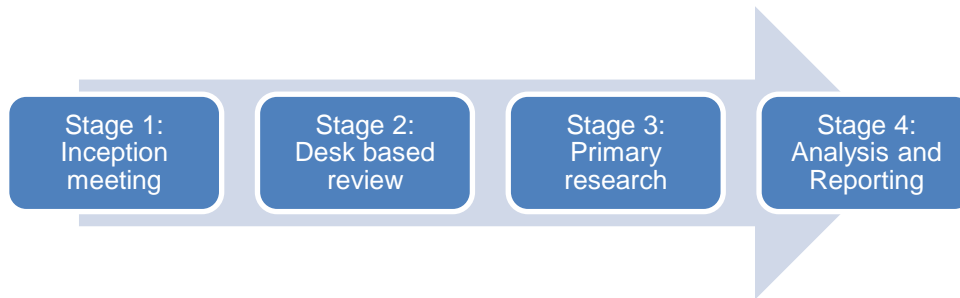 Stage 1:
Inception
meeting
Stage 2:
Desk based
review
Stage 3:
Primary
research
Stage 4:
Analysis and
Reporting